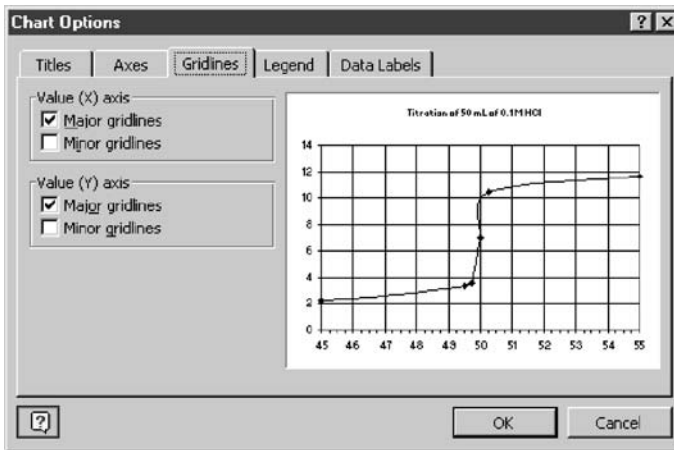 Chart Options
Titles Axes Gridlines Legend Data Labels
Value (X) axis
Major gridlines
Minor gridlines
Value (Y) axis
Major gridlines
Minor gridlines
Titration of 50 mL of 0.1M HCl
14
12
10
8
6
4
2
0
45 46 47 48 49 50 51 52 53 54 55
OK Cancel